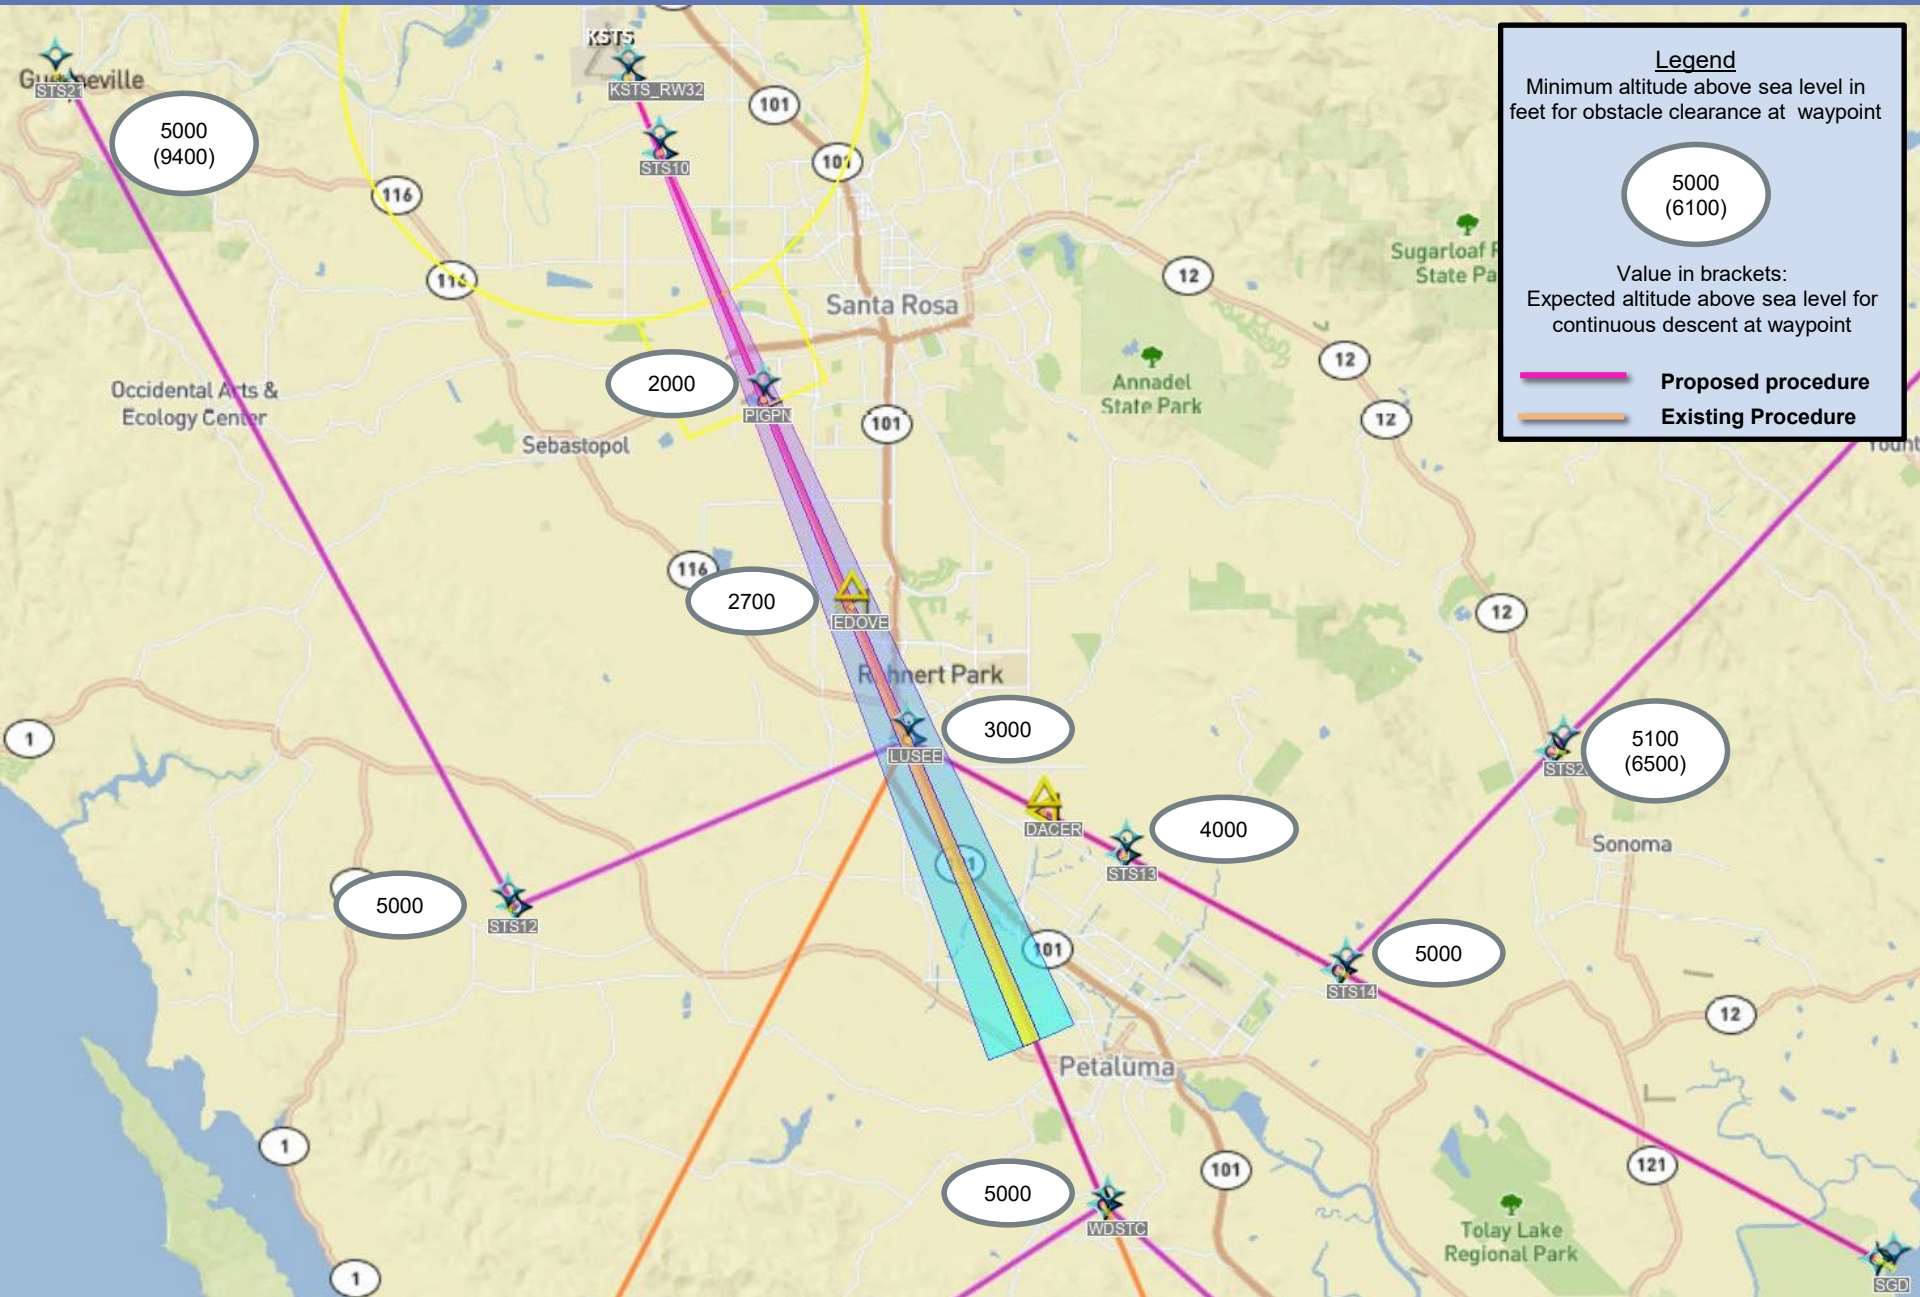 KSTS
KSTS_RW32
STS21
5000
(9400)
101
STS10
101
116
116
Santa Rosa
12
Legend
Minimum altitude above sea level in
feet for obstacle clearance at waypoint
5000
(6100)
Value in brackets:
Expected altitude above sea level for
continuous descent at waypoint
Proposed procedure
Existing Procedure
Sugarloaf
State Pa
Annadel
State Park
12
12
Occidental Arts &
Ecology Center
2000
PIGPN
101
Sebastopol
116
2700
EDOVE
12
Rohnert Park
3000
LUSEE
1
5100
(6500)
DACER
4000
STS13
Sonoma
5000
STS12
101
5000
STS14
12
Petaluma
1
101
121
5000
WDSTC
Tolay Lake
Regional Park
1
SGD